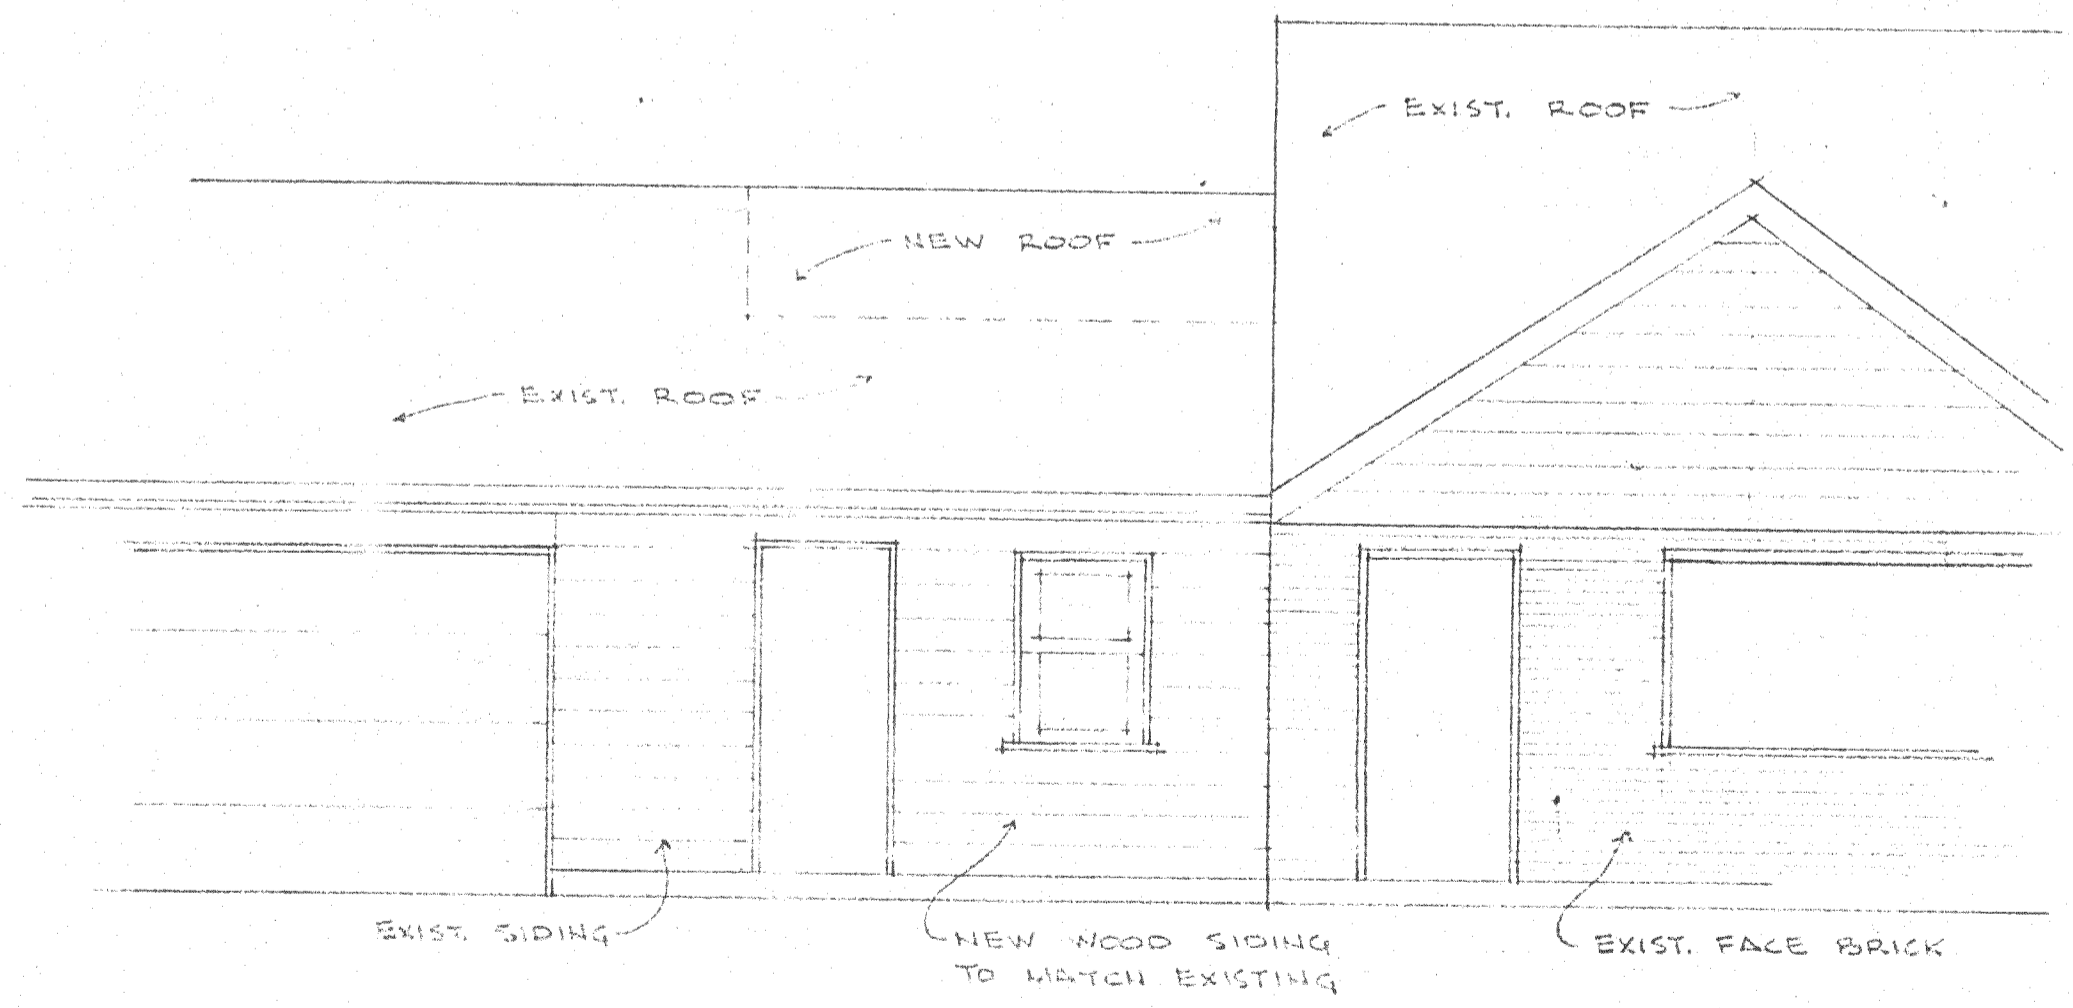 EXIST. ROOF
NEW ROOF
EXIST. ROOF
EXIST. SIDING
NEW WOOD SIDING
TO MATCH EXISTING
EXIST. FACE BRICK